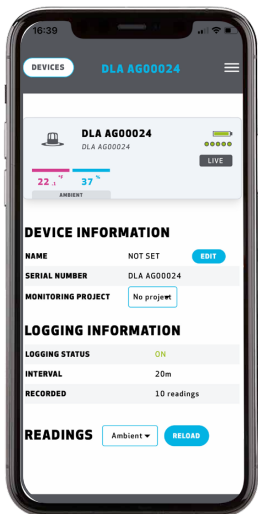 16:39
DEVICES DLA AG00024
DLA AG00024
DLA AG00024
LIVE
22.1 °F 37 %
AMBIENT
DEVICE INFORMATION
NAME NOT SET EDIT
SERIAL NUMBER DLA AG00024
MONITORING PROJECT No project
LOGGING INFORMATION
LOGGING STATUS ON
INTERVAL 20m
RECORDED 10 readings
READINGS Ambient RELOAD